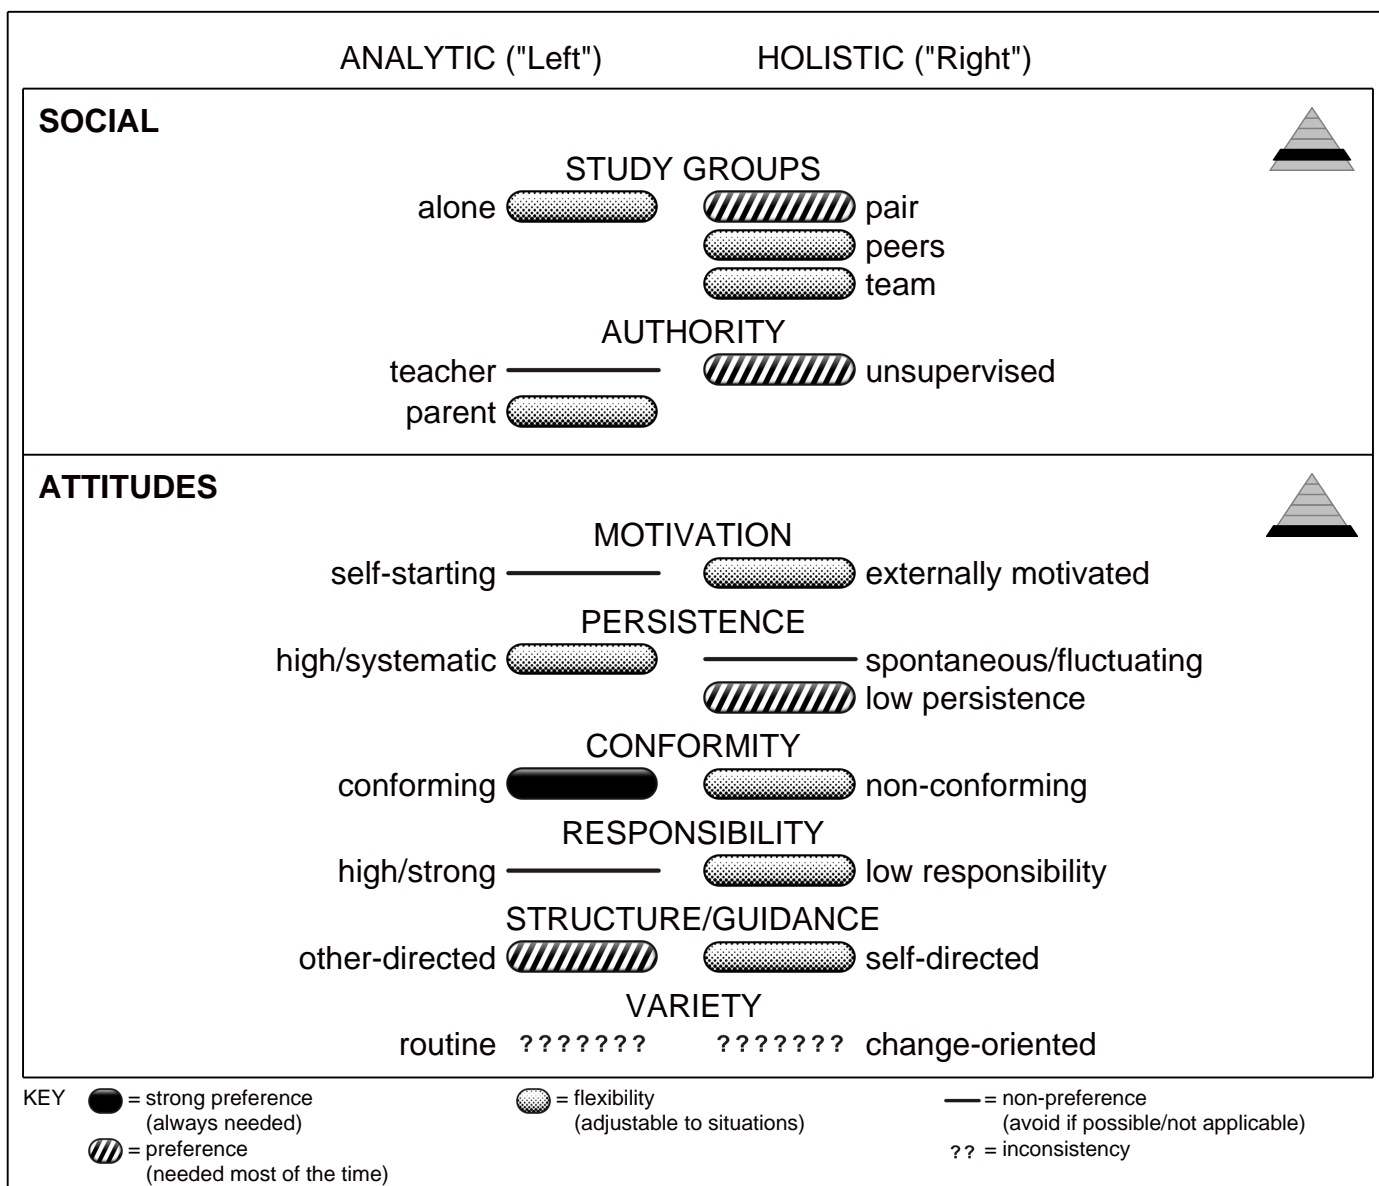 ANALYTIC ("Left") HOLISTIC ("Right")
SOCIAL
STUDY GROUPS
alone pair
peers
team
AUTHORITY
teacher unsupervised
parent
ATTITUDES
MOTIVATION
self-starting externally motivated
PERSISTENCE
high/systematic spontaneous/fluctuating
low persistence
CONFORMITY
conforming non-conforming
RESPONSIBILITY
high/strong low responsibility
STRUCTURE/GUIDANCE
other-directed self-directed
VARIETY
routine ??????? ??????? change-oriented
KEY = strong preference = flexibility = non-preference
(always needed) (adjustable to situations) (avoid if possible/not applicable)
= preference ?? = inconsistency
(needed most of the time)